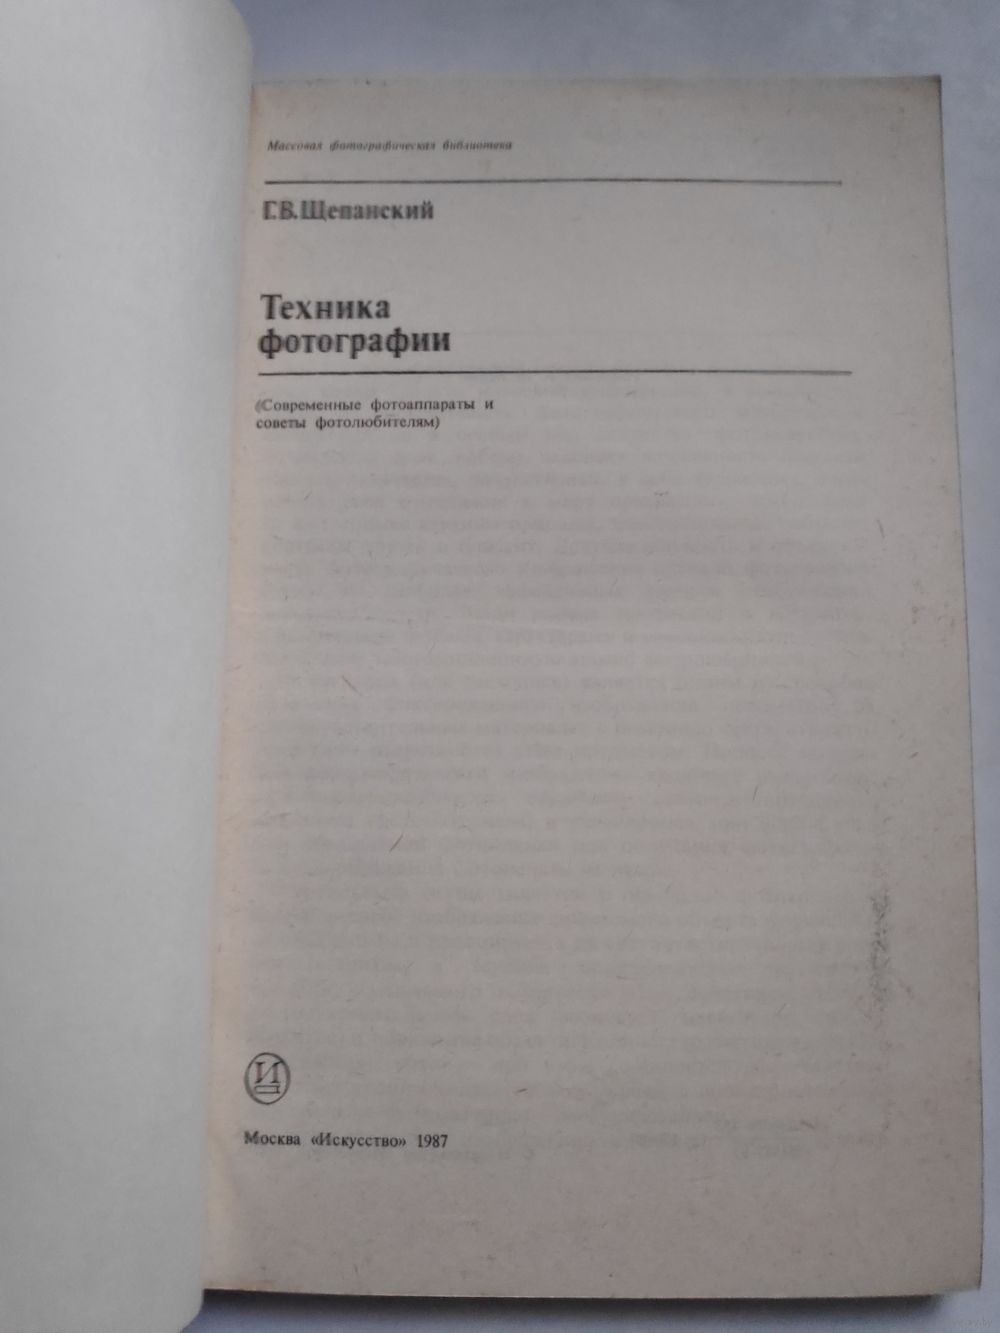 Массовая фотографическая библиотека
Г.В.Щепанский
Техника
фотографии
(Современные фотоаппараты и
советы фотолюбителям)
И
Москва «Искусство» 1987